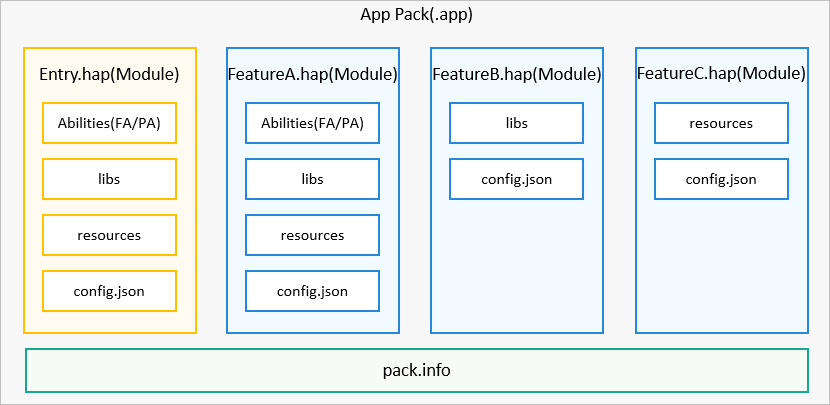 App Pack(.app)
Entry.hap(Module)
Abilities(FA/PA)
libs
resources
config.json
FeatureA.hap(Module)
Abilities(FA/PA)
libs
resources
config.json
FeatureB.hap(Module)
libs
config.json
FeatureC.hap(Module)
resources
config.json
pack.info